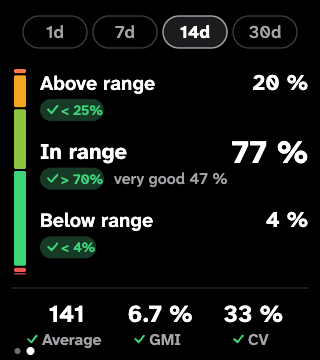 1d 7d 14d 30d
Above range 20 %
< 25%
In range 77 %
> 70% very good 47 %
Below range 4 %
< 4%
141 6.7 % 33 %
Average GMI CV